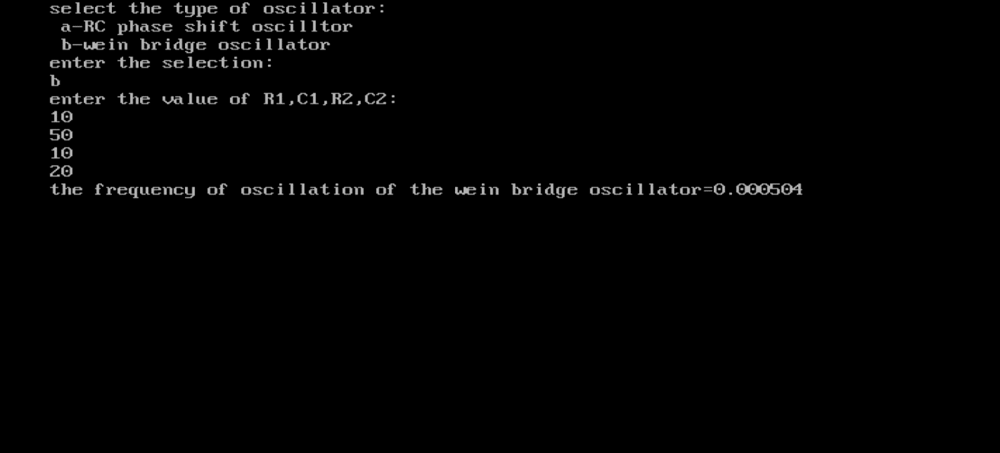 select the type of oscillator:
a-RC phase shift oscilltor
b-wein bridge oscillator
enter the selection:
b
enter the value of R1,C1,R2,C2:
10
50
10
20
the frequency of oscillation of the wein bridge oscillator=0.000504